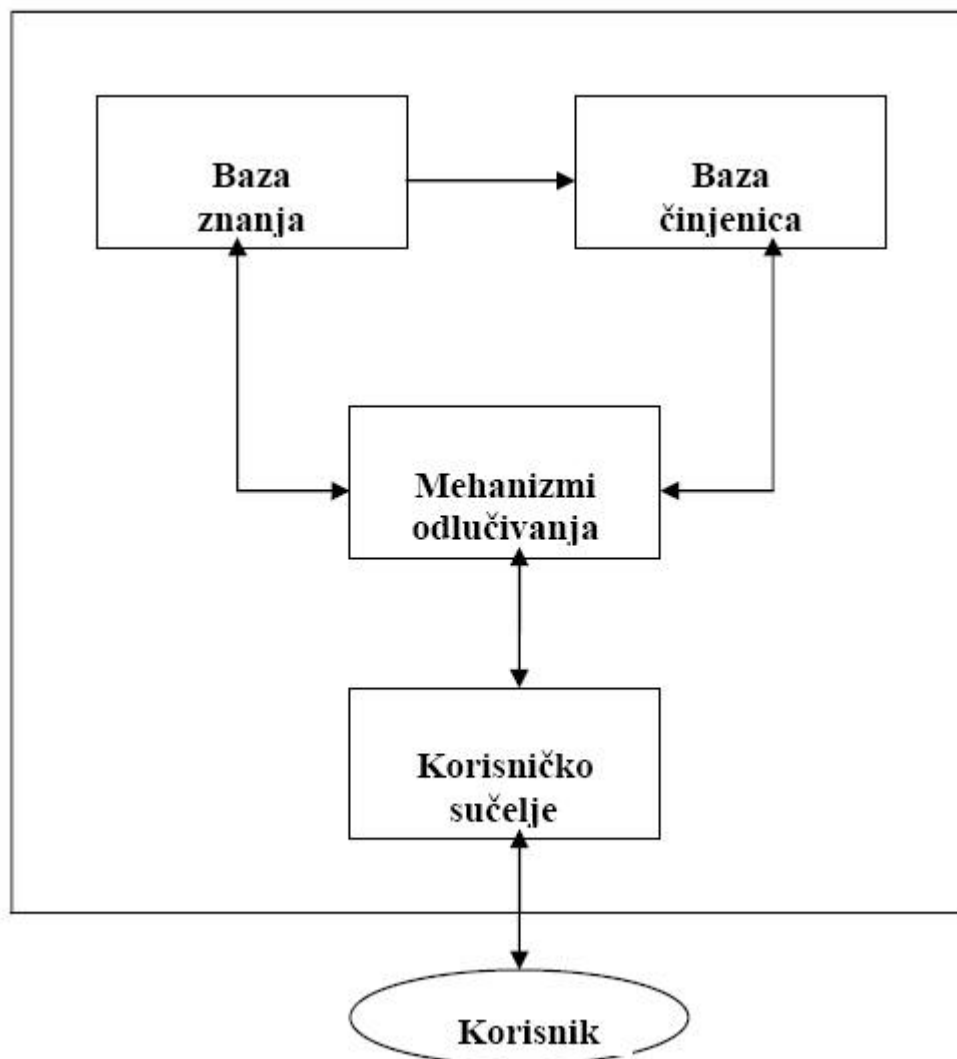 Baza
znanja
Baza
činjenica
Mehanizmi
odlučivanja
Korisničko
sučelje
Korisnik